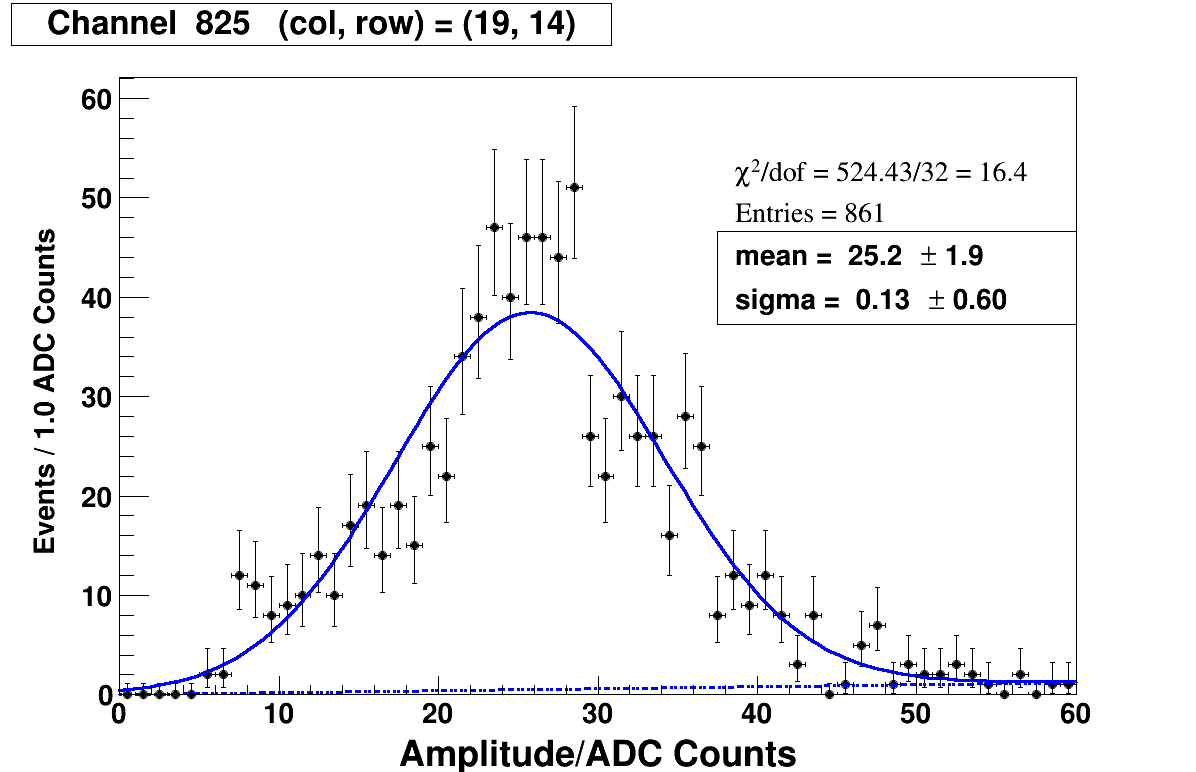 Channel 825 (col, row) = (19, 14)
60
50
40
30
20
10
0
Events / 1.0 ADC Counts
χ²/dof = 524.43/32 = 16.4
Entries = 861
mean = 25.2 ± 1.9
sigma = 0.13 ± 0.60
0 10 20 30 40 50 60
Amplitude/ADC Counts